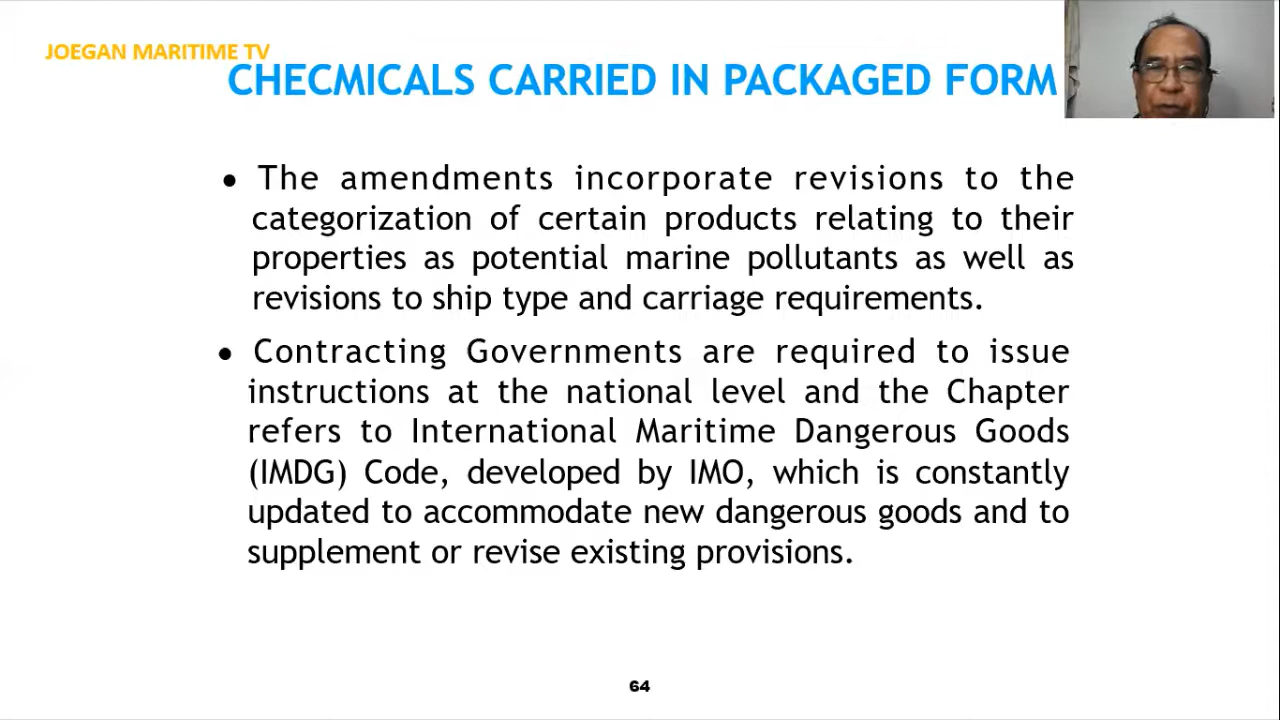 JOEGAN MARITIME TV
CHECMICALS CARRIED IN PACKAGED FORM
• The amendments incorporate revisions to the
categorization of certain products relating to their
properties as potential marine pollutants as well as
revisions to ship type and carriage requirements.
• Contracting Governments are required to issue
instructions at the national level and the Chapter
refers to International Maritime Dangerous Goods
(IMDG) Code, developed by IMO, which is constantly
updated to accommodate new dangerous goods and to
supplement or revise existing provisions.
64